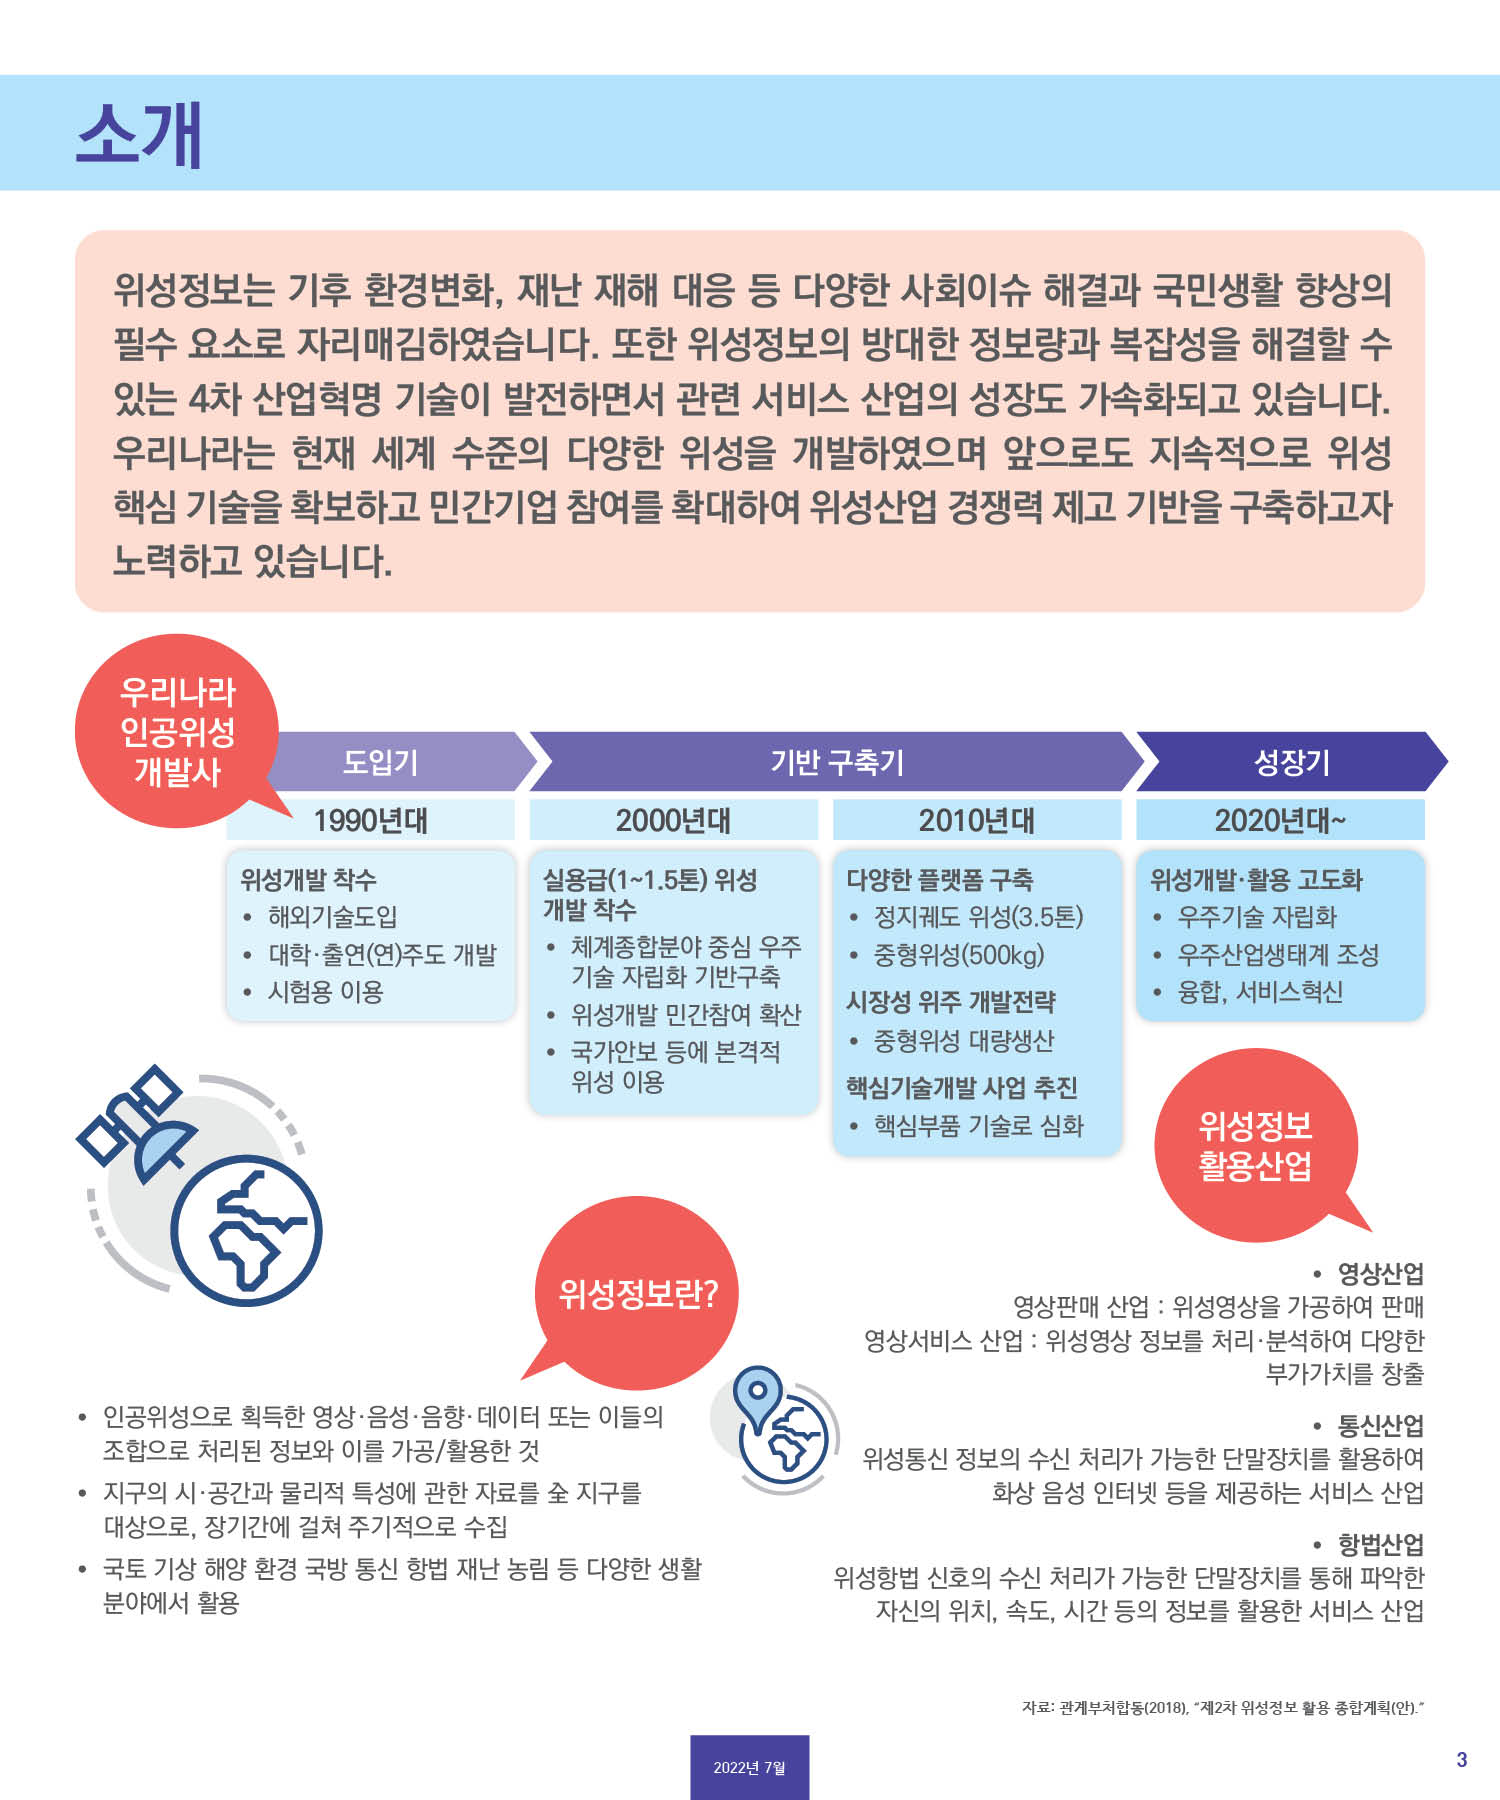 소개
위성정보는 기후 환경변화, 재난 재해 대응 등 다양한 사회이슈 해결과 국민생활 향상의
필수 요소로 자리매김하였습니다. 또한 위성정보의 방대한 정보량과 복잡성을 해결할 수
있는 4차 산업혁명 기술이 발전하면서 관련 서비스 산업의 성장도 가속화되고 있습니다.
우리나라는 현재 세계 수준의 다양한 위성을 개발하였으며 앞으로도 지속적으로 위성
핵심 기술을 확보하고 민간기업 참여를 확대하여 위성산업 경쟁력 제고 기반을 구축하고자
노력하고 있습니다.
우리나라
인공위성
개발사
도입기
기반 구축기
성장기
1990년대
2000년대
2010년대
2020년대~
위성개발 착수
• 해외기술도입
• 대학·출연(연)주도 개발
• 시험용 이용
실용급(1~1.5톤) 위성
개발 착수
• 체계종합분야 중심 우주
기술 자립화 기반구축
• 위성개발 민간참여 확산
• 국가안보 등에 본격적
위성 이용
다양한 플랫폼 구축
• 정지궤도 위성(3.5톤)
• 중형위성(500kg)
시장성 위주 개발전략
• 중형위성 대량생산
핵심기술개발 사업 추진
• 핵심부품 기술로 심화
위성개발·활용 고도화
• 우주기술 자립화
• 우주산업생태계 조성
• 융합, 서비스혁신
위성정보란?
• 인공위성으로 획득한 영상·음성·음향·데이터 또는 이들의
조합으로 처리된 정보와 이를 가공/활용한 것
• 지구의 시·공간과 물리적 특성에 관한 자료를 全 지구를
대상으로, 장기간에 걸쳐 주기적으로 수집
• 국토 기상 해양 환경 국방 통신 항법 재난 농림 등 다양한 생활
분야에서 활용
위성정보
활용산업
• 영상산업
영상판매 산업 : 위성영상을 가공하여 판매
영상서비스 산업 : 위성영상 정보를 처리·분석하여 다양한
부가가치를 창출
• 통신산업
위성통신 정보의 수신 처리가 가능한 단말장치를 활용하여
화상 음성 인터넷 등을 제공하는 서비스 산업
• 항법산업
위성항법 신호의 수신 처리가 가능한 단말장치를 통해 파악한
자신의 위치, 속도, 시간 등의 정보를 활용한 서비스 산업
자료: 관계부처합동(2018), “제2차 위성정보 활용 종합계획(안).”
2022년 7월
3